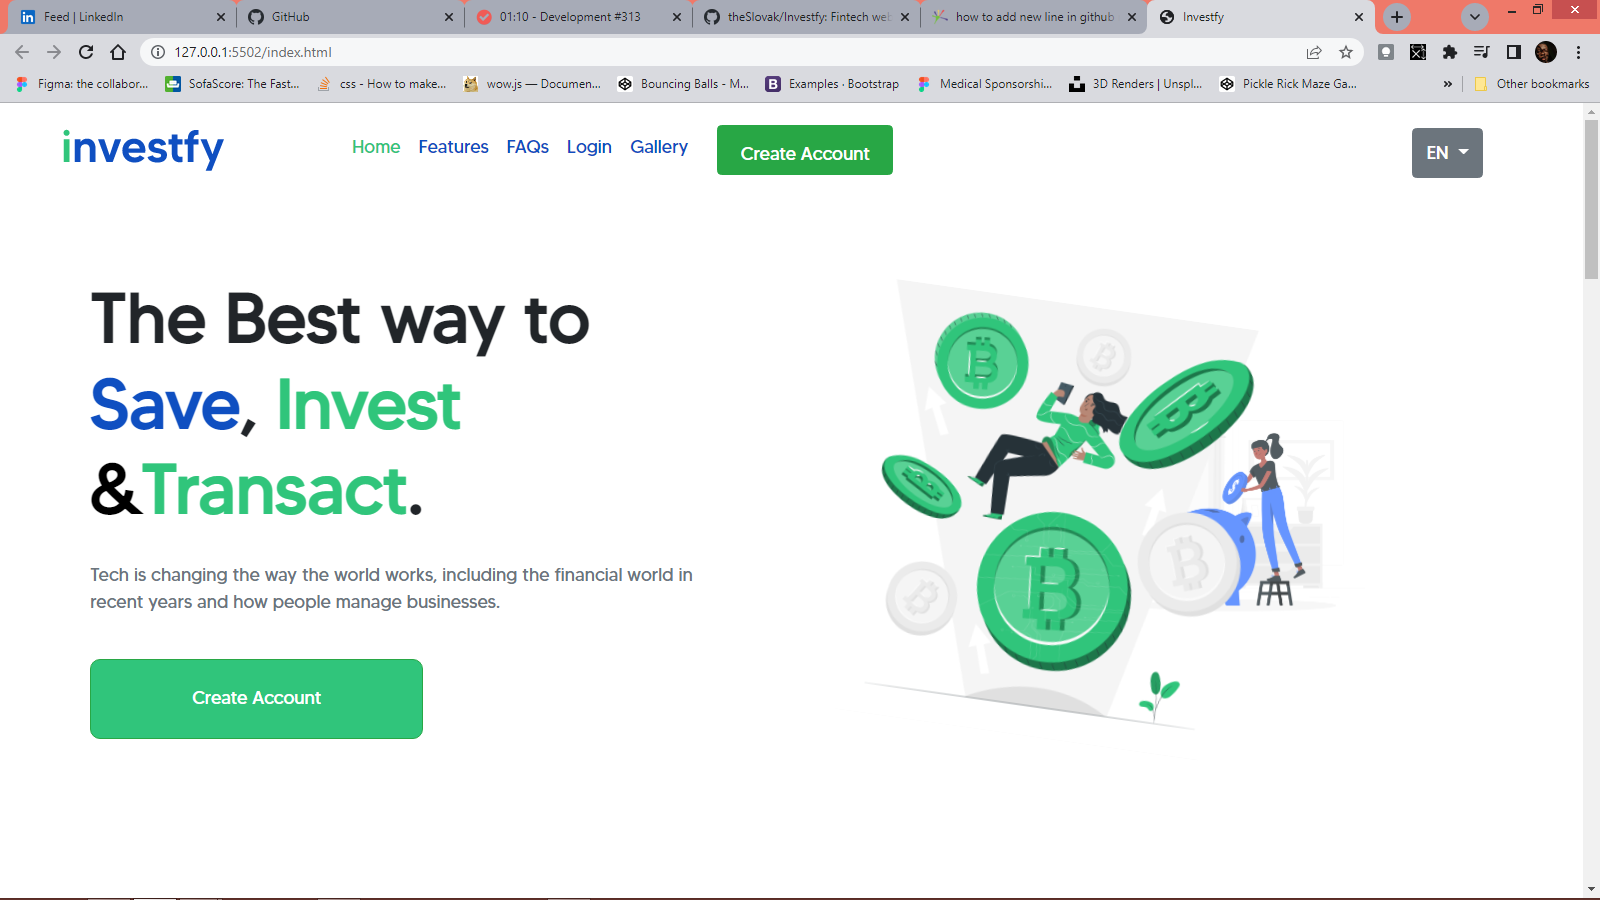 Feed | LinkedIn
GitHub
01:10 - Development #313
theSlovak/Investfy: Fintech web
how to add new line in github
Investfy
127.0.0.1:5502/index.html
Figma: the collabor...
SofaScore: The Fast...
css - How to make...
wow.js — Documen...
Bouncing Balls - M...
Examples · Bootstrap
Medical Sponsorshi...
3D Renders | Unspl...
Pickle Rick Maze Ga...
»
Other bookmarks
investfy
Home
Features
FAQs
Login
Gallery
Create Account
EN
The Best way to
Save, Invest
&Transact.
Tech is changing the way the world works, including the financial world in
recent years and how people manage businesses.
Create Account